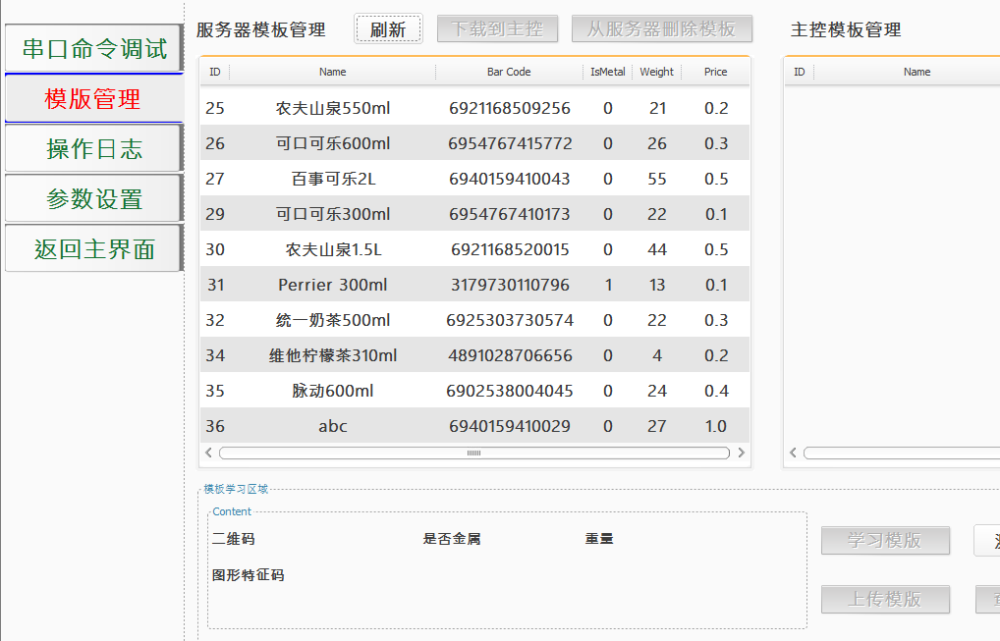 串口命令调试
模版管理
操作日志
参数设置
返回主界面
服务器模板管理 刷新 下载到主控 从服务器删除模板 主控模板管理
ID Name Bar Code IsMetal Weight Price
25 农夫山泉550ml 6921168509256 0 21 0.2
26 可口可乐600ml 6954767415772 0 26 0.3
27 百事可乐2L 6940159410043 0 55 0.5
29 可口可乐300ml 6954767410173 0 22 0.1
30 农夫山泉1.5L 6921168520015 0 44 0.5
31 Perrier 300ml 3179730110796 1 13 0.1
32 统一奶茶500ml 6925303730574 0 22 0.3
34 维他柠檬茶310ml 4891028706656 0 4 0.2
35 脉动600ml 6902538004045 0 24 0.4
36 abc 6940159410029 0 27 1.0
ID Name
模板学习区域
Content
二维码 是否金属 重量
图形特征码
学习模版
上传模版